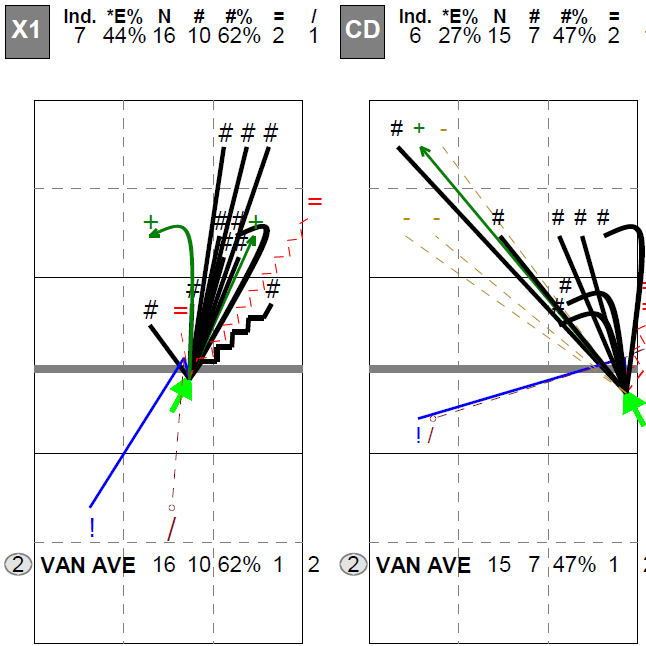 X1 Ind. *E% N # #% = /
7 44% 16 10 62% 2 1
CD Ind. *E% N # #% =
6 27% 15 7 47% 2
# # #
# + -
+ # # + =
- - # # # #
# #
# # #
# = #
! /
! /
2 VAN AVE 16 10 62% 1 2
2 VAN AVE 15 7 47% 1